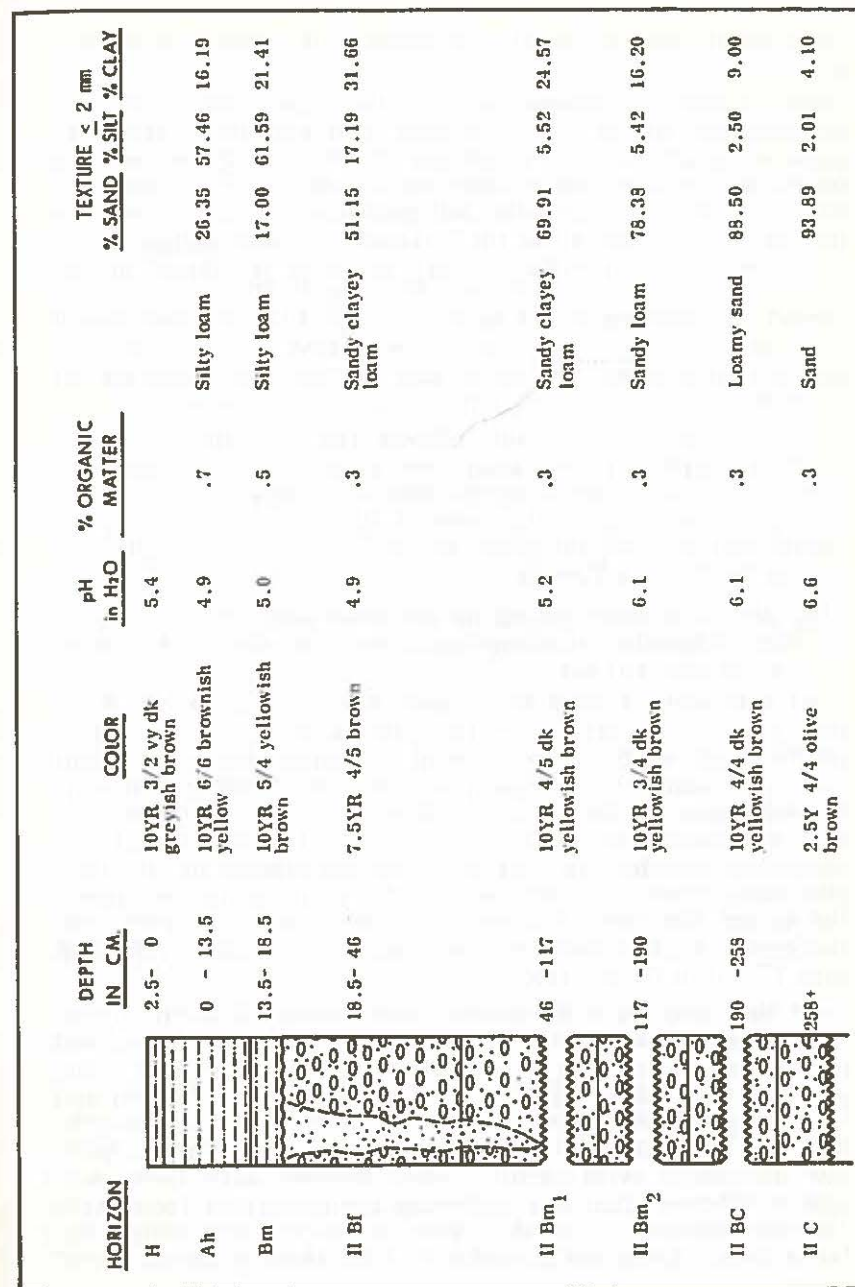 TEXTURE ≤ 2 mm
HORIZON DEPTH IN CM. COLOR pH in H2O % ORGANIC MATTER % SAND % SILT % CLAY
H 2.5- 0 10YR 3/2 vy dk 5.4
greyish brown
Ah 0 - 13.5 10YR 6/6 brownish 4.9 .7 Silty loam 26.35 57.46 16.19
yellow
Bm 13.5- 18.5 10YR 5/4 yellowish 5.0 .5 Silty loam 17.00 61.59 21.41
brown
II Bt 18.5- 46 7.5YR 4/5 brown 4.9 .3 Sandy clayey 51.15 17.19 31.66
loam
II Bm1 46 -117 10YR 4/5 dk 5.2 .3 Sandy clayey 69.91 5.52 24.57
yellowish brown loam
II Bm2 117 -190 10YR 3/4 dk 6.1 .3 Sandy loam 78.38 5.42 16.20
yellowish brown
II BC 190 -258 10YR 4/4 dk 6.1 .3 Loamy sand 88.50 2.50 9.00
yellowish brown
II C 258+ 2.5Y 4/4 olive 6.6 .3 Sand 93.89 2.01 4.10
brown